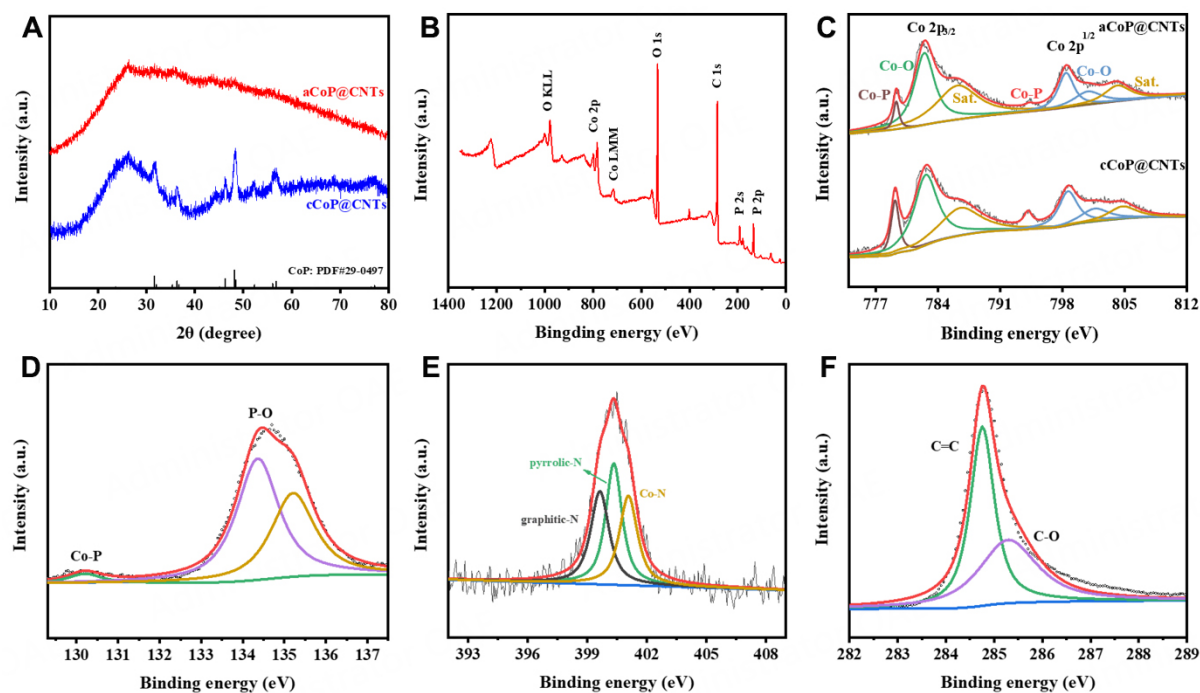 A
aCoP@CNTs
cCoP@CNTs
CoP: PDF#29-0497
Intensity (a.u.)
10 20 30 40 50 60 70 80
2θ (degree)
B
O KLL
Co 2p
Co LMM
O 1s
C 1s
P 2s
P 2p
Intensity (a.u.)
1400 1200 1000 800 600 400 200 0
Bingding energy (eV)
C
Co 2p3/2
Co 2p1/2
aCoP@CNTs
Co-O
Co-O
Co-P
Sat.
Co-P
Sat.
cCoP@CNTs
Intensity (a.u.)
777 784 791 798 805 812
Binding energy (eV)
D
P-O
Co-P
Intensity (a.u.)
130 131 132 133 134 135 136 137
Binding energy (eV)
E
pyrrolic-N
Co-N
graphitic-N
Intensity (a.u.)
393 396 399 402 405 408
Binding energy (eV)
F
C=C
C-O
Intensity (a.u.)
282 283 284 285 286 287 288 289
Binding energy (eV)